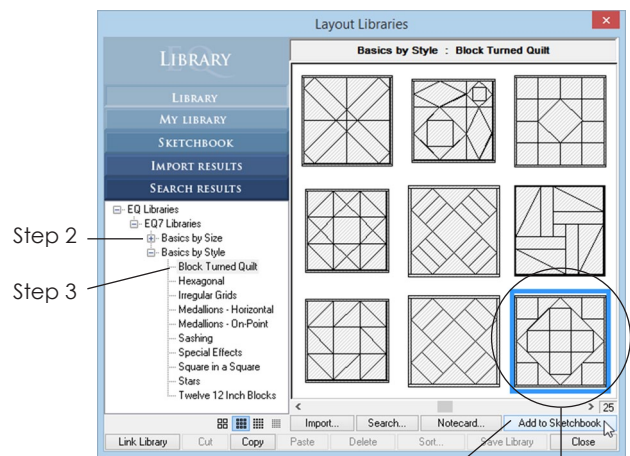 Layout Libraries
LIBRARY
LIBRARY
MY LIBRARY
SKETCHBOOK
IMPORT RESULTS
SEARCH RESULTS
Basics by Style : Block Turned Quilt
EQ Libraries
EQ7 Libraries
Step 2
Basics by Size
Basics by Style
Step 3
Block Turned Quilt
Hexagonal
Irregular Grids
Medallions - Horizontal
Medallions - On-Point
Sashing
Special Effects
Square in a Square
Stars
Twelve 12 Inch Blocks
25
Import... Search... Notecard... Add to Sketchbook
Link Library Cut Copy Paste Delete Sort... Save Library Close